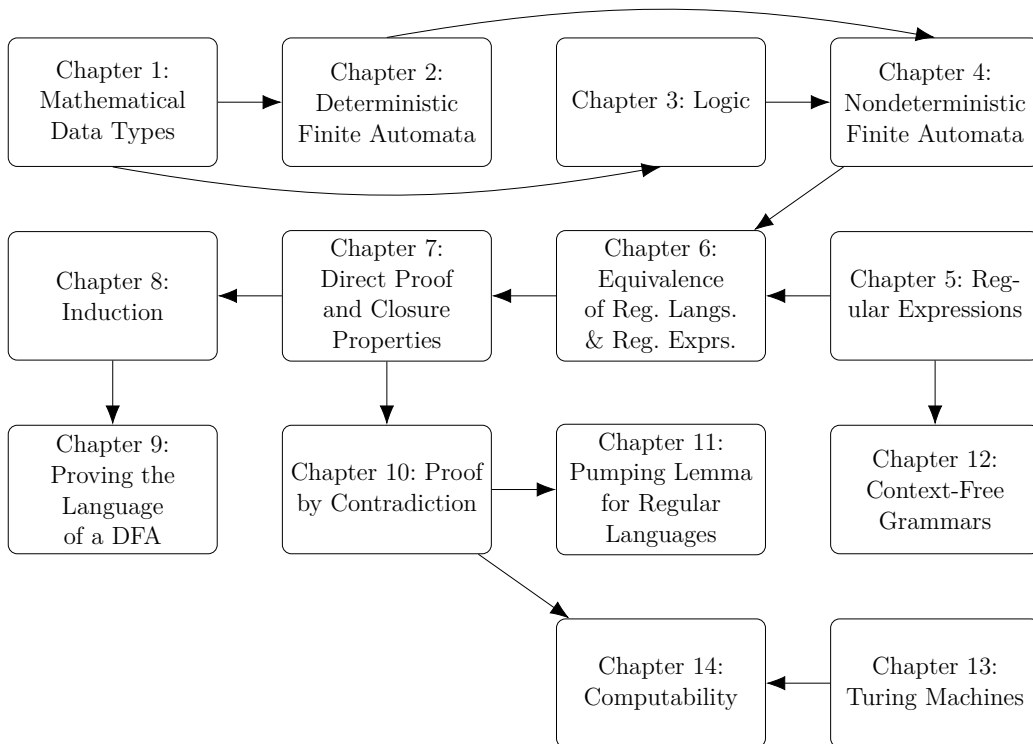 Chapter 1:
Mathematical
Data Types
Chapter 2:
Deterministic
Finite Automata
Chapter 3: Logic
Chapter 4:
Nondeterministic
Finite Automata
Chapter 8:
Induction
Chapter 7:
Direct Proof
and Closure
Properties
Chapter 6:
Equivalence
of Reg. Langs.
& Reg. Exprs.
Chapter 5: Reg-
ular Expressions
Chapter 9:
Proving the
Language
of a DFA
Chapter 10: Proof
by Contradiction
Chapter 11:
Pumping Lemma
for Regular
Languages
Chapter 12:
Context-Free
Grammars
Chapter 14:
Computability
Chapter 13:
Turing Machines